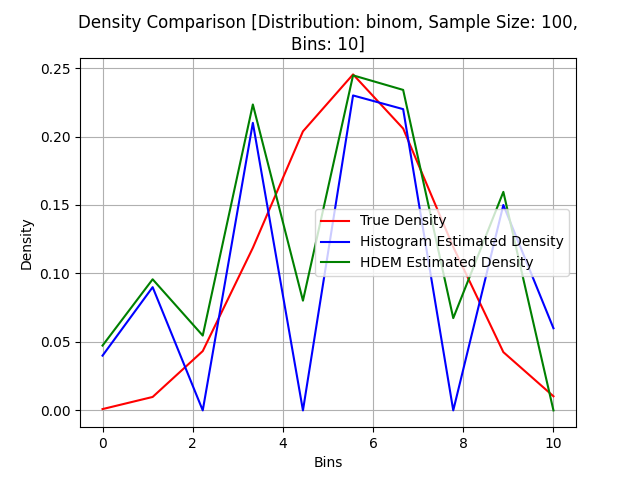 Density Comparison [Distribution: binom, Sample Size: 100,
Bins: 10]
0.25
0.20
0.15
0.10
0.05
0.00
Density
True Density
Histogram Estimated Density
HDEM Estimated Density
0 2 4 6 8 10
Bins